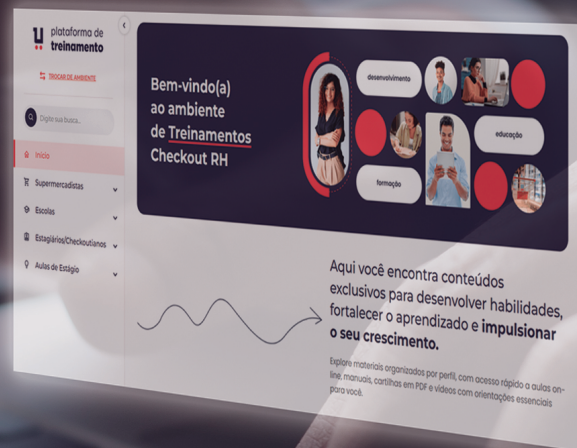 plataforma de
treinamento
TROCAR DE AMBIENTE
Digite sua busca...
Início
Supermercadistas
Escolas
Estagiários/Checkoutianos
Aulas de Estágio
Bem-vindo(a)
ao ambiente
de Treinamentos
Checkout RH
desenvolvimento
educação
formação
Aqui você encontra conteúdos
exclusivos para desenvolver habilidades,
fortalecer o aprendizado e impulsionar
o seu crescimento.
Explore materiais organizados por perfil, com acesso rápido a aulas on-
line, manuais, cartilhas em PDF e vídeos com orientações essenciais
para você.